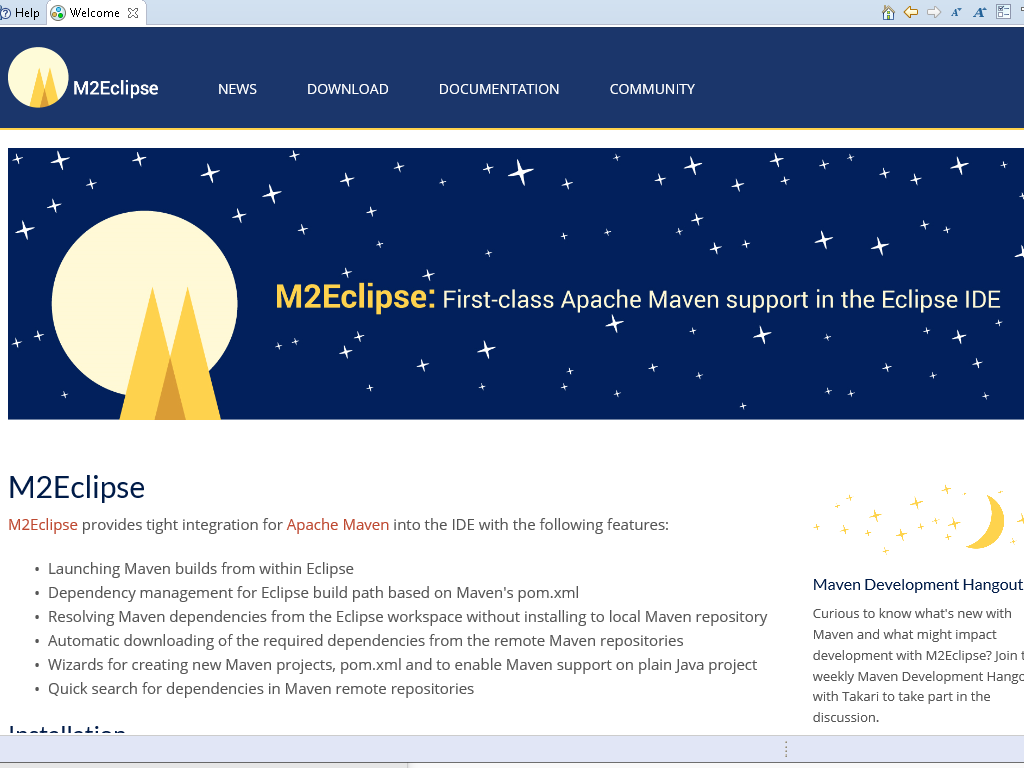 Help
Welcome
M2Eclipse
NEWS
DOWNLOAD
DOCUMENTATION
COMMUNITY
M2Eclipse: First-class Apache Maven support in the Eclipse IDE
M2Eclipse
M2Eclipse provides tight integration for Apache Maven into the IDE with the following features:
• Launching Maven builds from within Eclipse
• Dependency management for Eclipse build path based on Maven's pom.xml
• Resolving Maven dependencies from the Eclipse workspace without installing to local Maven repository
• Automatic downloading of the required dependencies from the remote Maven repositories
• Wizards for creating new Maven projects, pom.xml and to enable Maven support on plain Java project
• Quick search for dependencies in Maven remote repositories
Installation
Maven Development Hangout
Curious to know what's new with
Maven and what might impact
development with M2Eclipse? Join
weekly Maven Development
with Takari to take part in the
discussion.